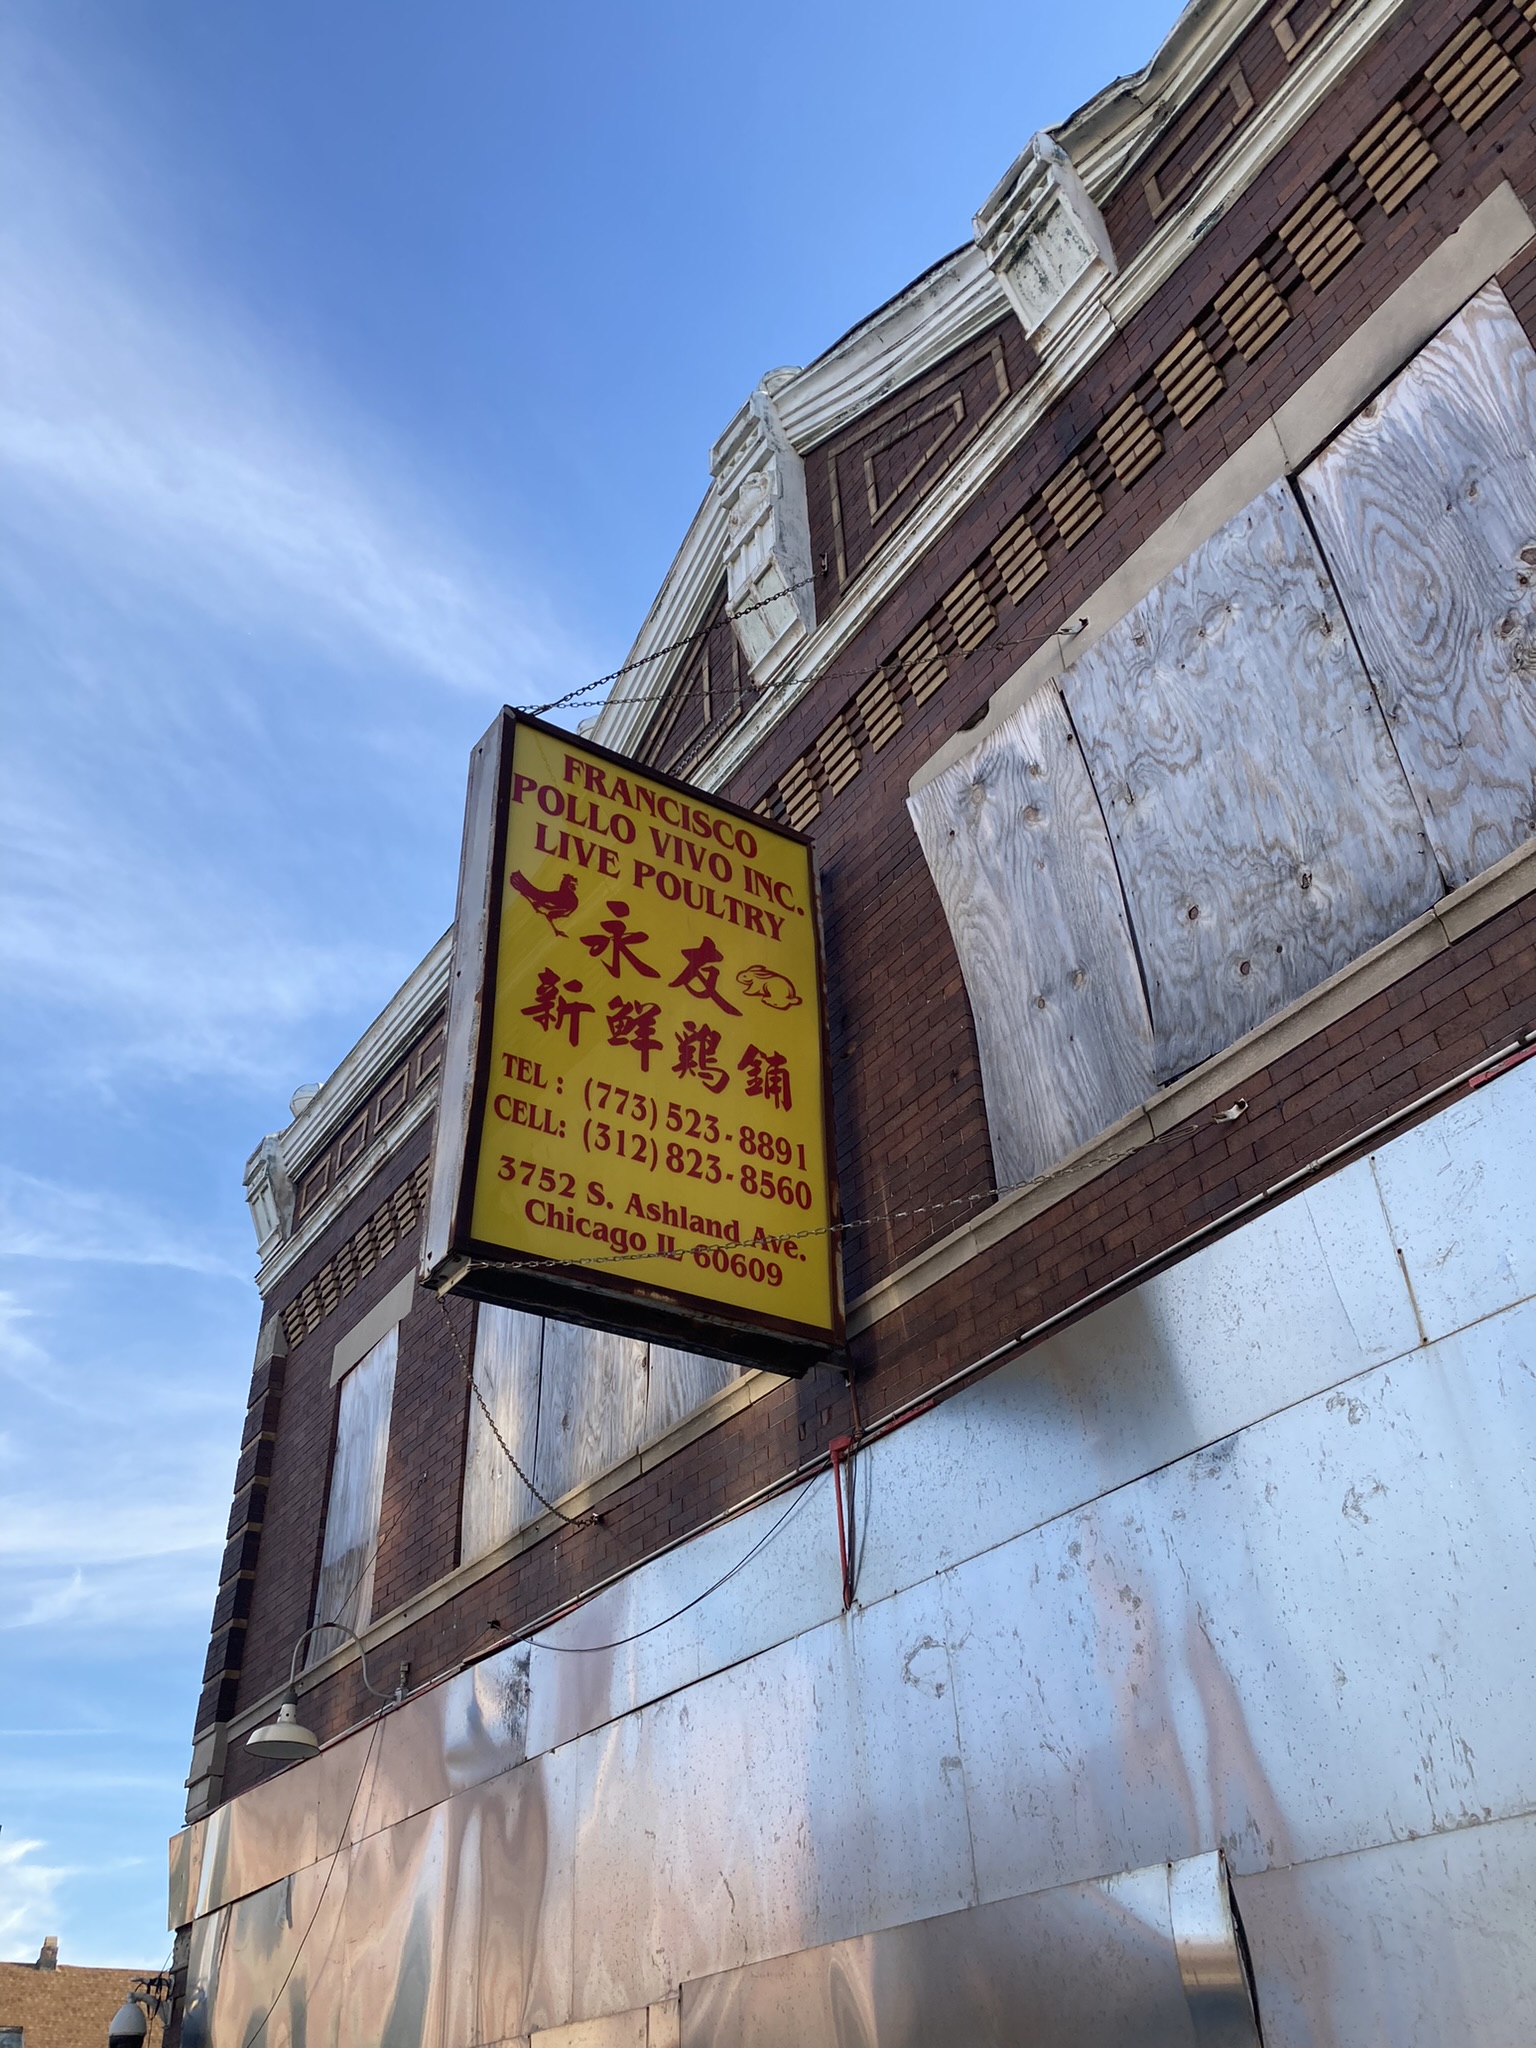 FRANCISCO
POLLO VIVO INC.
LIVE POULTRY
永友
新鮮鷄鋪
TEL : (773) 523-8891
CELL: (312) 823-8560
3752 S. Ashland Ave.
Chicago IL 60609